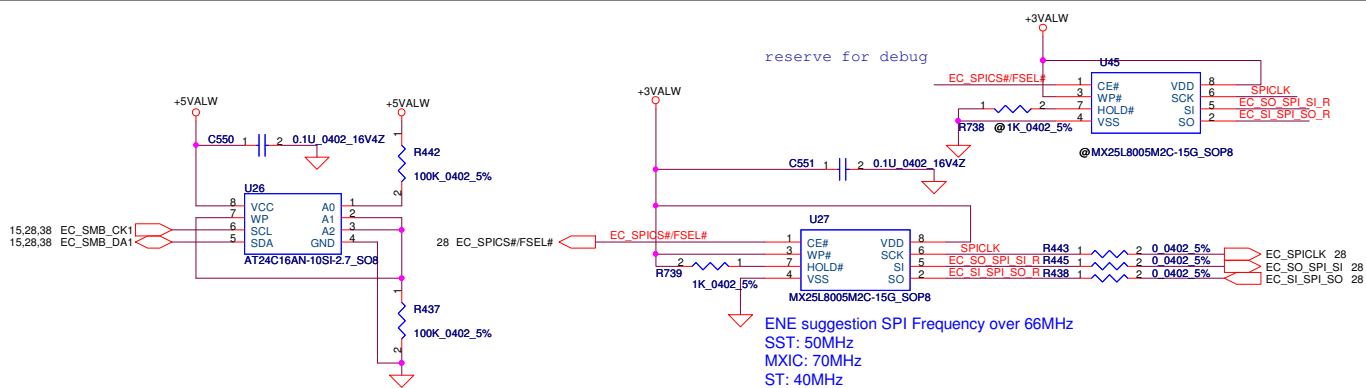 +3VALW
reserve for debug
U45
EC_SPICS#/FSEL#
1 CE# VDD 8
3 WP# SCK 6 SPICLK
7 HOLD# SI 5 EC_SO_SPI_SI_R
4 VSS SO 2 EC_SI_SPI_SO_R
1 2
R738 @1K_0402_5%
@MX25L8005M2C-15G_SOP8
+5VALW
+5VALW
C550 1 2 0.1U_0402_16V4Z
1
R442
100K_0402_5%
2
U26
8 VCC A0 1
7 WP A1 2
6 SCL A2 3
5 SDA GND 4
AT24C16AN-10SI-2.7_SO8
15,28,38 EC_SMB_CK1
15,28,38 EC_SMB_DA1
1
R437
100K_0402_5%
2
+3VALW
C551 1 2 0.1U_0402_16V4Z
U27
28 EC_SPICS#/FSEL#
EC_SPICS#/FSEL#
1 CE# VDD 8
3 WP# SCK 6 SPICLK R443 1 2 0_0402_5% EC_SPICLK 28
7 HOLD# SI 5 EC_SO_SPI_SI_R R445 1 2 0_0402_5% EC_SO_SPI_SI 28
4 VSS SO 2 EC_SI_SPI_SO_R R438 1 2 0_0402_5% EC_SI_SPI_SO 28
R739 2 1
1K_0402_5%
MX25L8005M2C-15G_SOP8
ENE suggestion SPI Frequency over 66MHz
SST: 50MHz
MXIC: 70MHz
ST: 40MHz